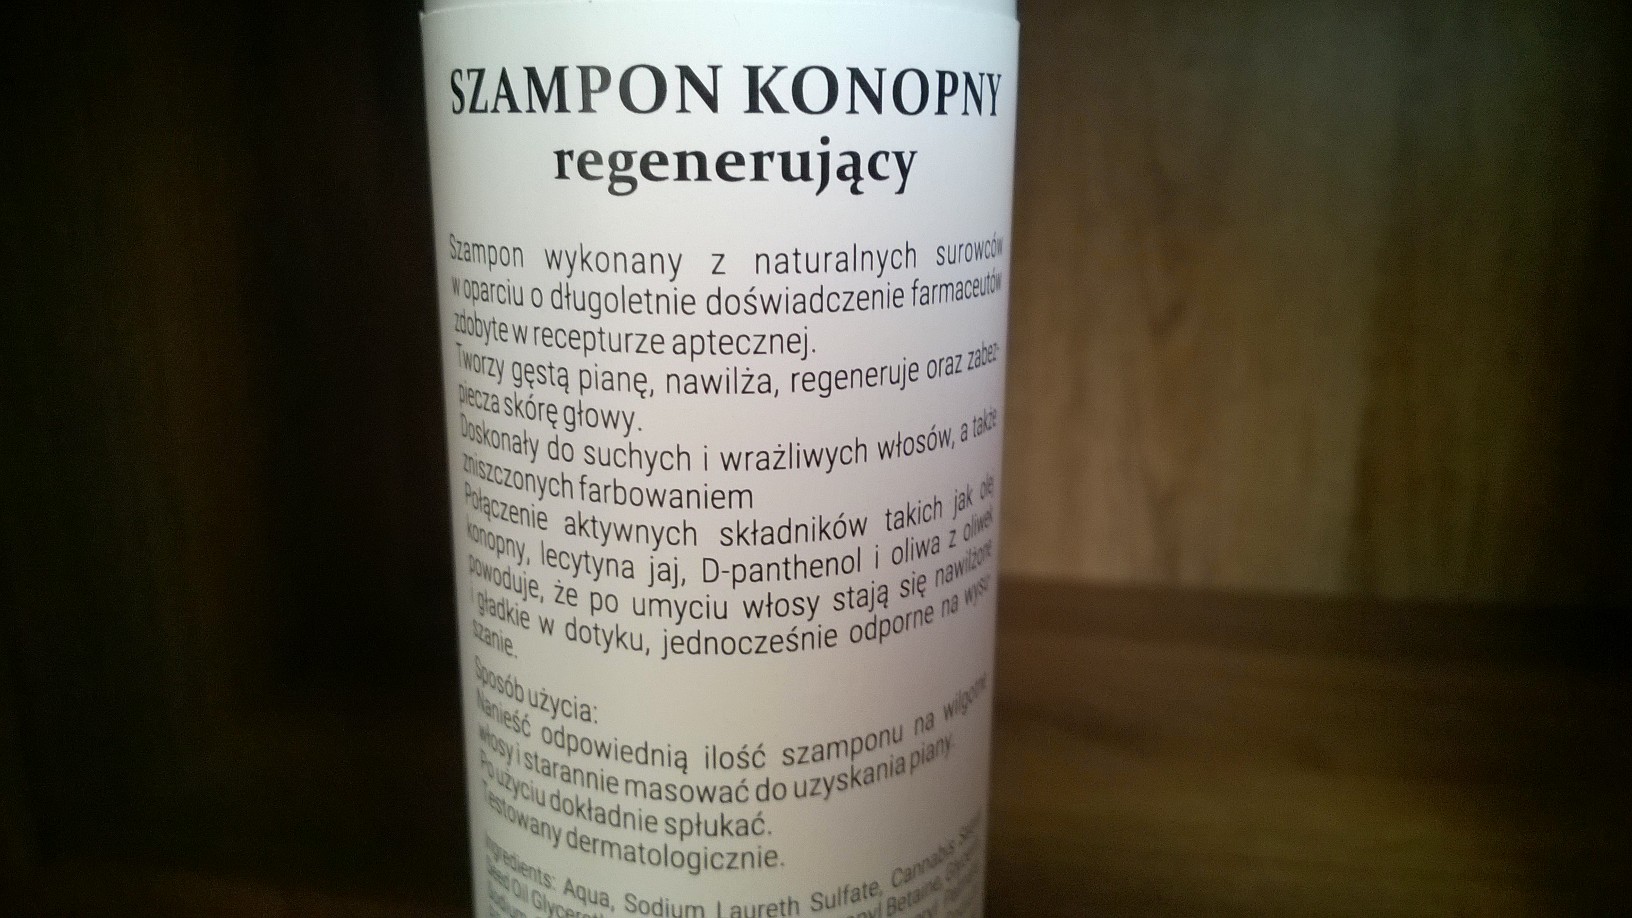 SZAMPON KONOPNY
regenerujący
Szampon wykonany z naturalnych surowców
w oparciu o długoletnie doświadczenie farmaceutów
zdobyte w recepturze aptecznej.
Tworzy gęstą pianę, nawilża, regeneruje oraz zabez-
piecza skórę głowy.
Doskonały do suchych i wrażliwych włosów, a także
zniszczonych farbowaniem
Połączenie aktywnych składników takich jak olej
konopny, lecytyna jaj, D-panthenol i oliwa z oliwek
powoduje, że po umyciu włosy stają się nawilżone
i gładkie w dotyku, jednocześnie odporne na wysu-
szanie.
Sposób użycia:
Nanieść odpowiednią ilość szamponu na wilgotne
włosy i starannie masować do uzyskania piany.
Po użyciu dokładnie spłukać.
Testowany dermatologicznie.
Ingredients: Aqua, Sodium Laureth Sulfate, Cannabis
Seed Oil Betaine,
Sodium